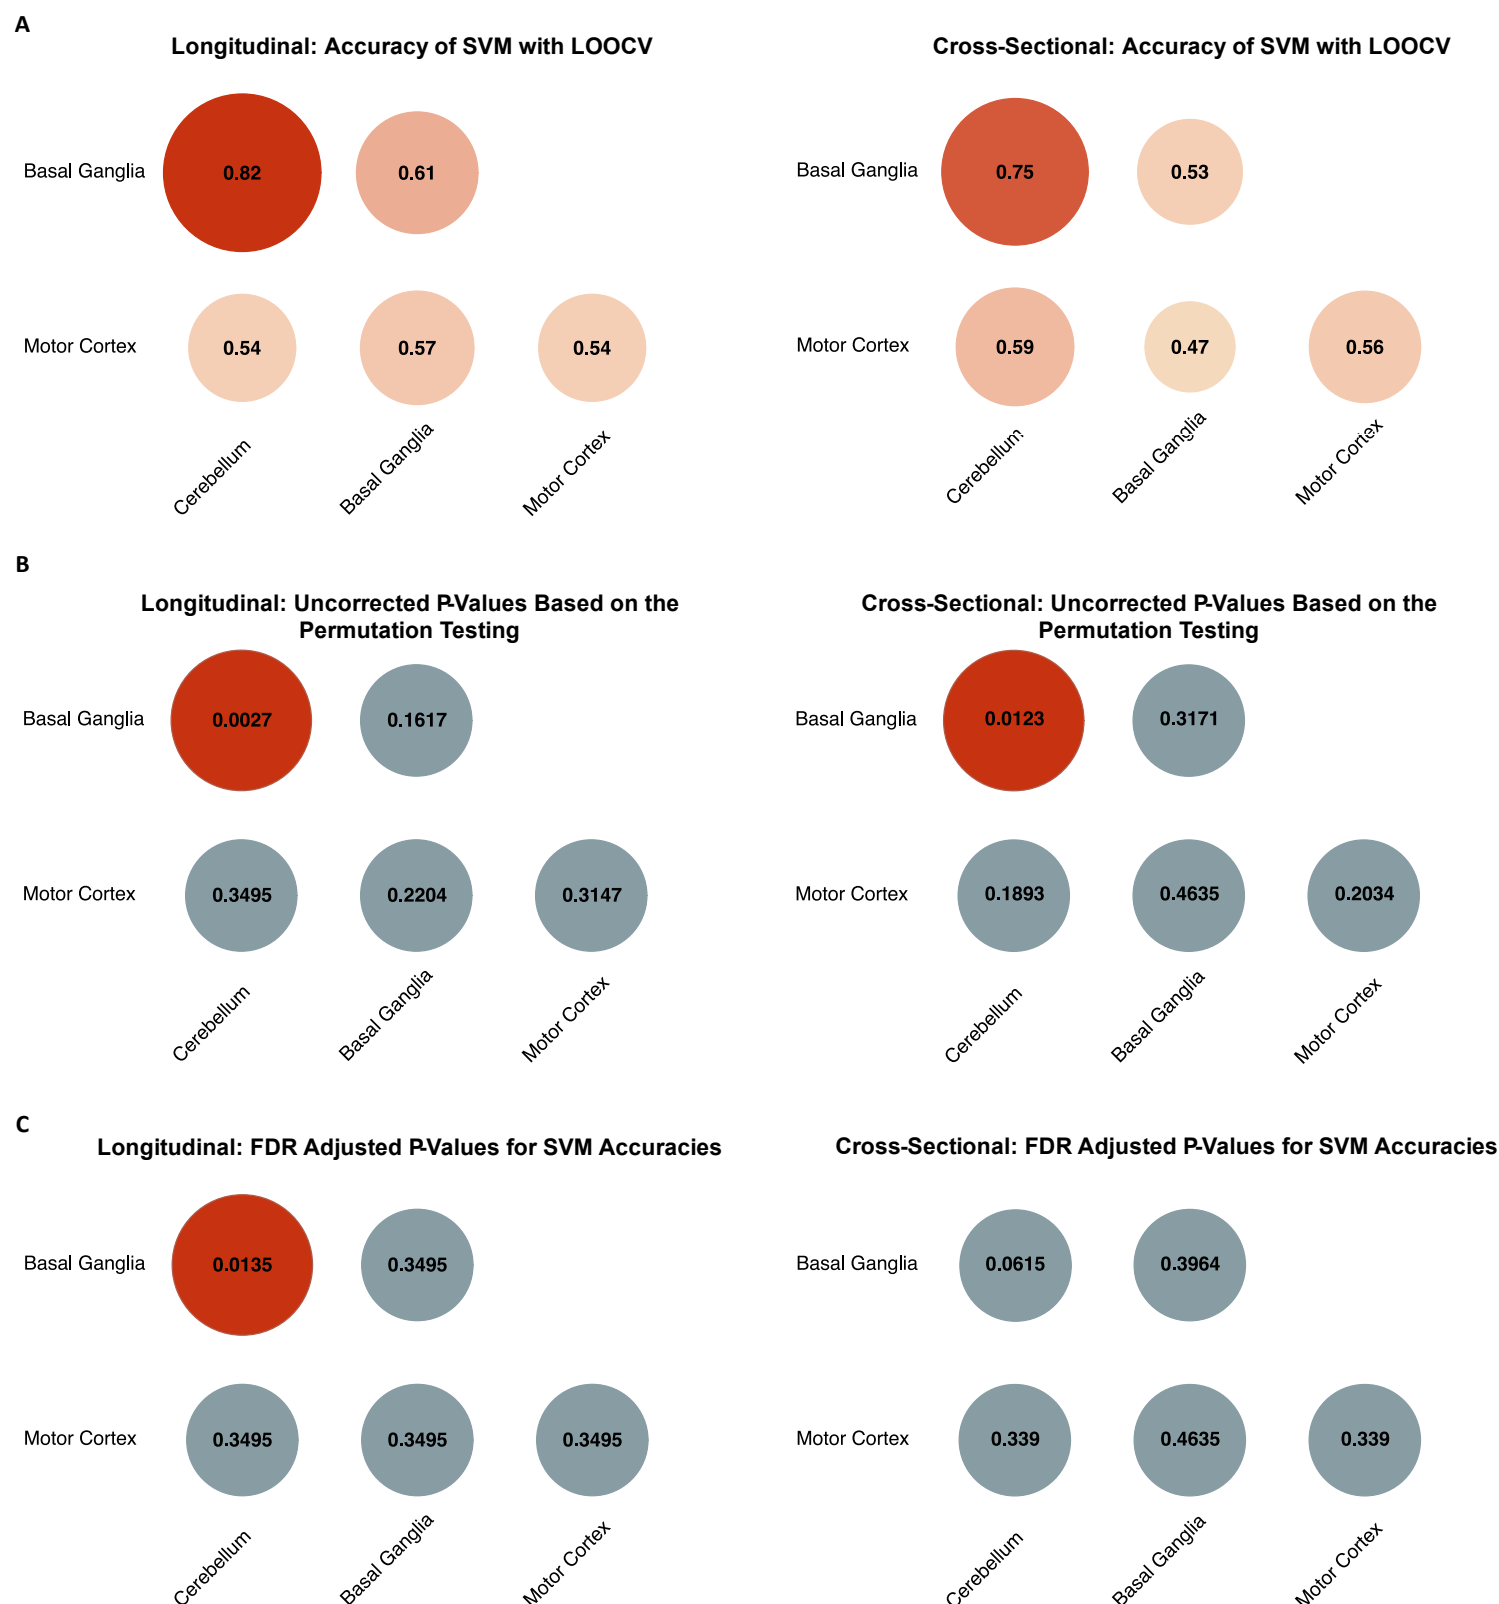 A
Longitudinal: Accuracy of SVM with LOOCV
Basal Ganglia
0.82
0.61
Motor Cortex
0.54
0.57
0.54
Cerebellum
Basal Ganglia
Motor Cortex
Cross-Sectional: Accuracy of SVM with LOOCV
Basal Ganglia
0.75
0.53
Motor Cortex
0.59
0.47
0.56
Cerebellum
Basal Ganglia
Motor Cortex
B
Longitudinal: Uncorrected P-Values Based on the
Permutation Testing
Basal Ganglia
0.0027
0.1617
Motor Cortex
0.3495
0.2204
0.3147
Cerebellum
Basal Ganglia
Motor Cortex
Cross-Sectional: Uncorrected P-Values Based on the
Permutation Testing
Basal Ganglia
0.0123
0.3171
Motor Cortex
0.1893
0.4635
0.2034
Cerebellum
Basal Ganglia
Motor Cortex
C
Longitudinal: FDR Adjusted P-Values for SVM Accuracies
Basal Ganglia
0.0135
0.3495
Motor Cortex
0.3495
0.3495
0.3495
Cerebellum
Basal Ganglia
Motor Cortex
Cross-Sectional: FDR Adjusted P-Values for SVM Accuracies
Basal Ganglia
0.0615
0.3964
Motor Cortex
0.339
0.4635
0.339
Cerebellum
Basal Ganglia
Motor Cortex